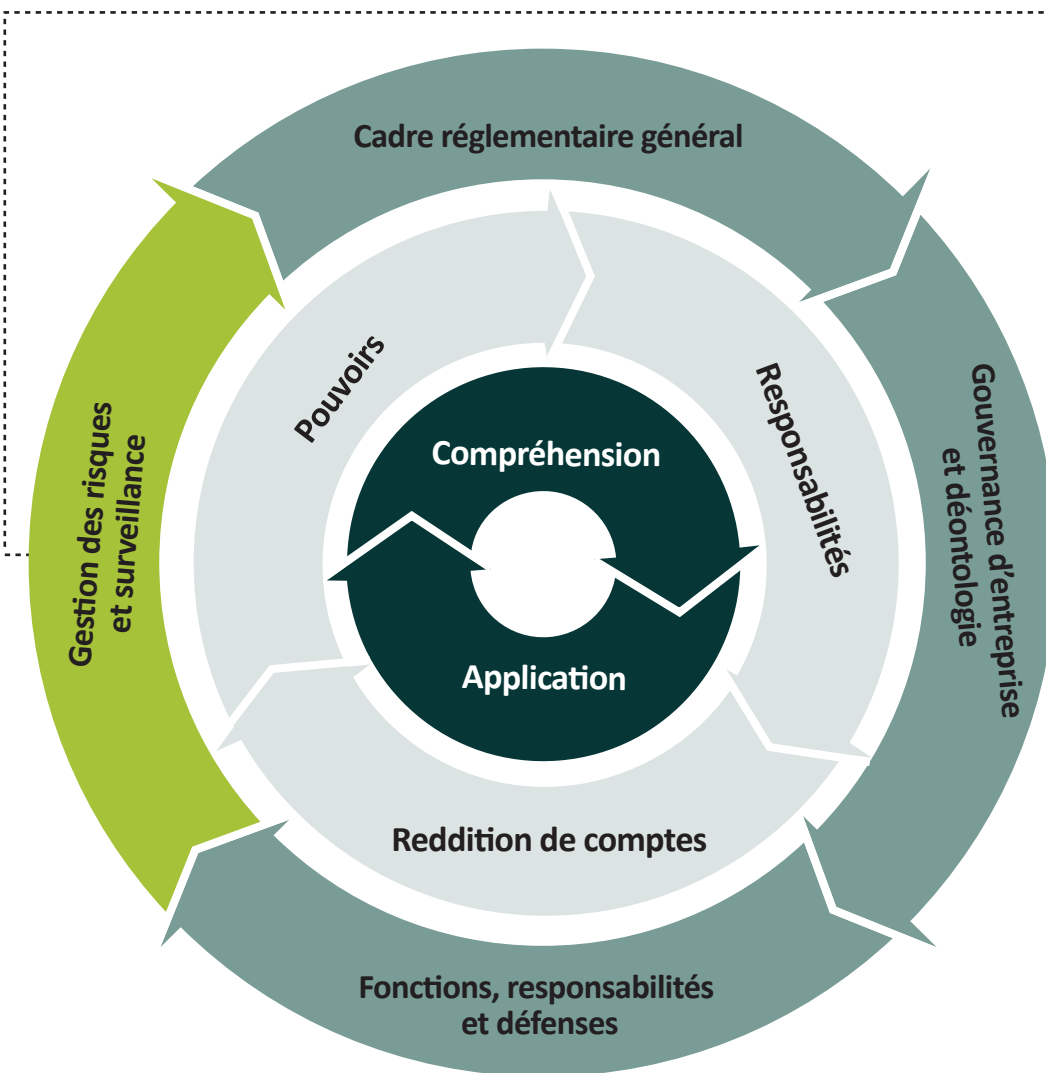 Cadre réglementaire général
Pouvoirs
Responsabilités
Gouvernance d'entreprise
et déontologie
Gestion des risques
et surveillance
Compréhension
Application
Reddition de comptes
Fonctions, responsabilités
et défenses